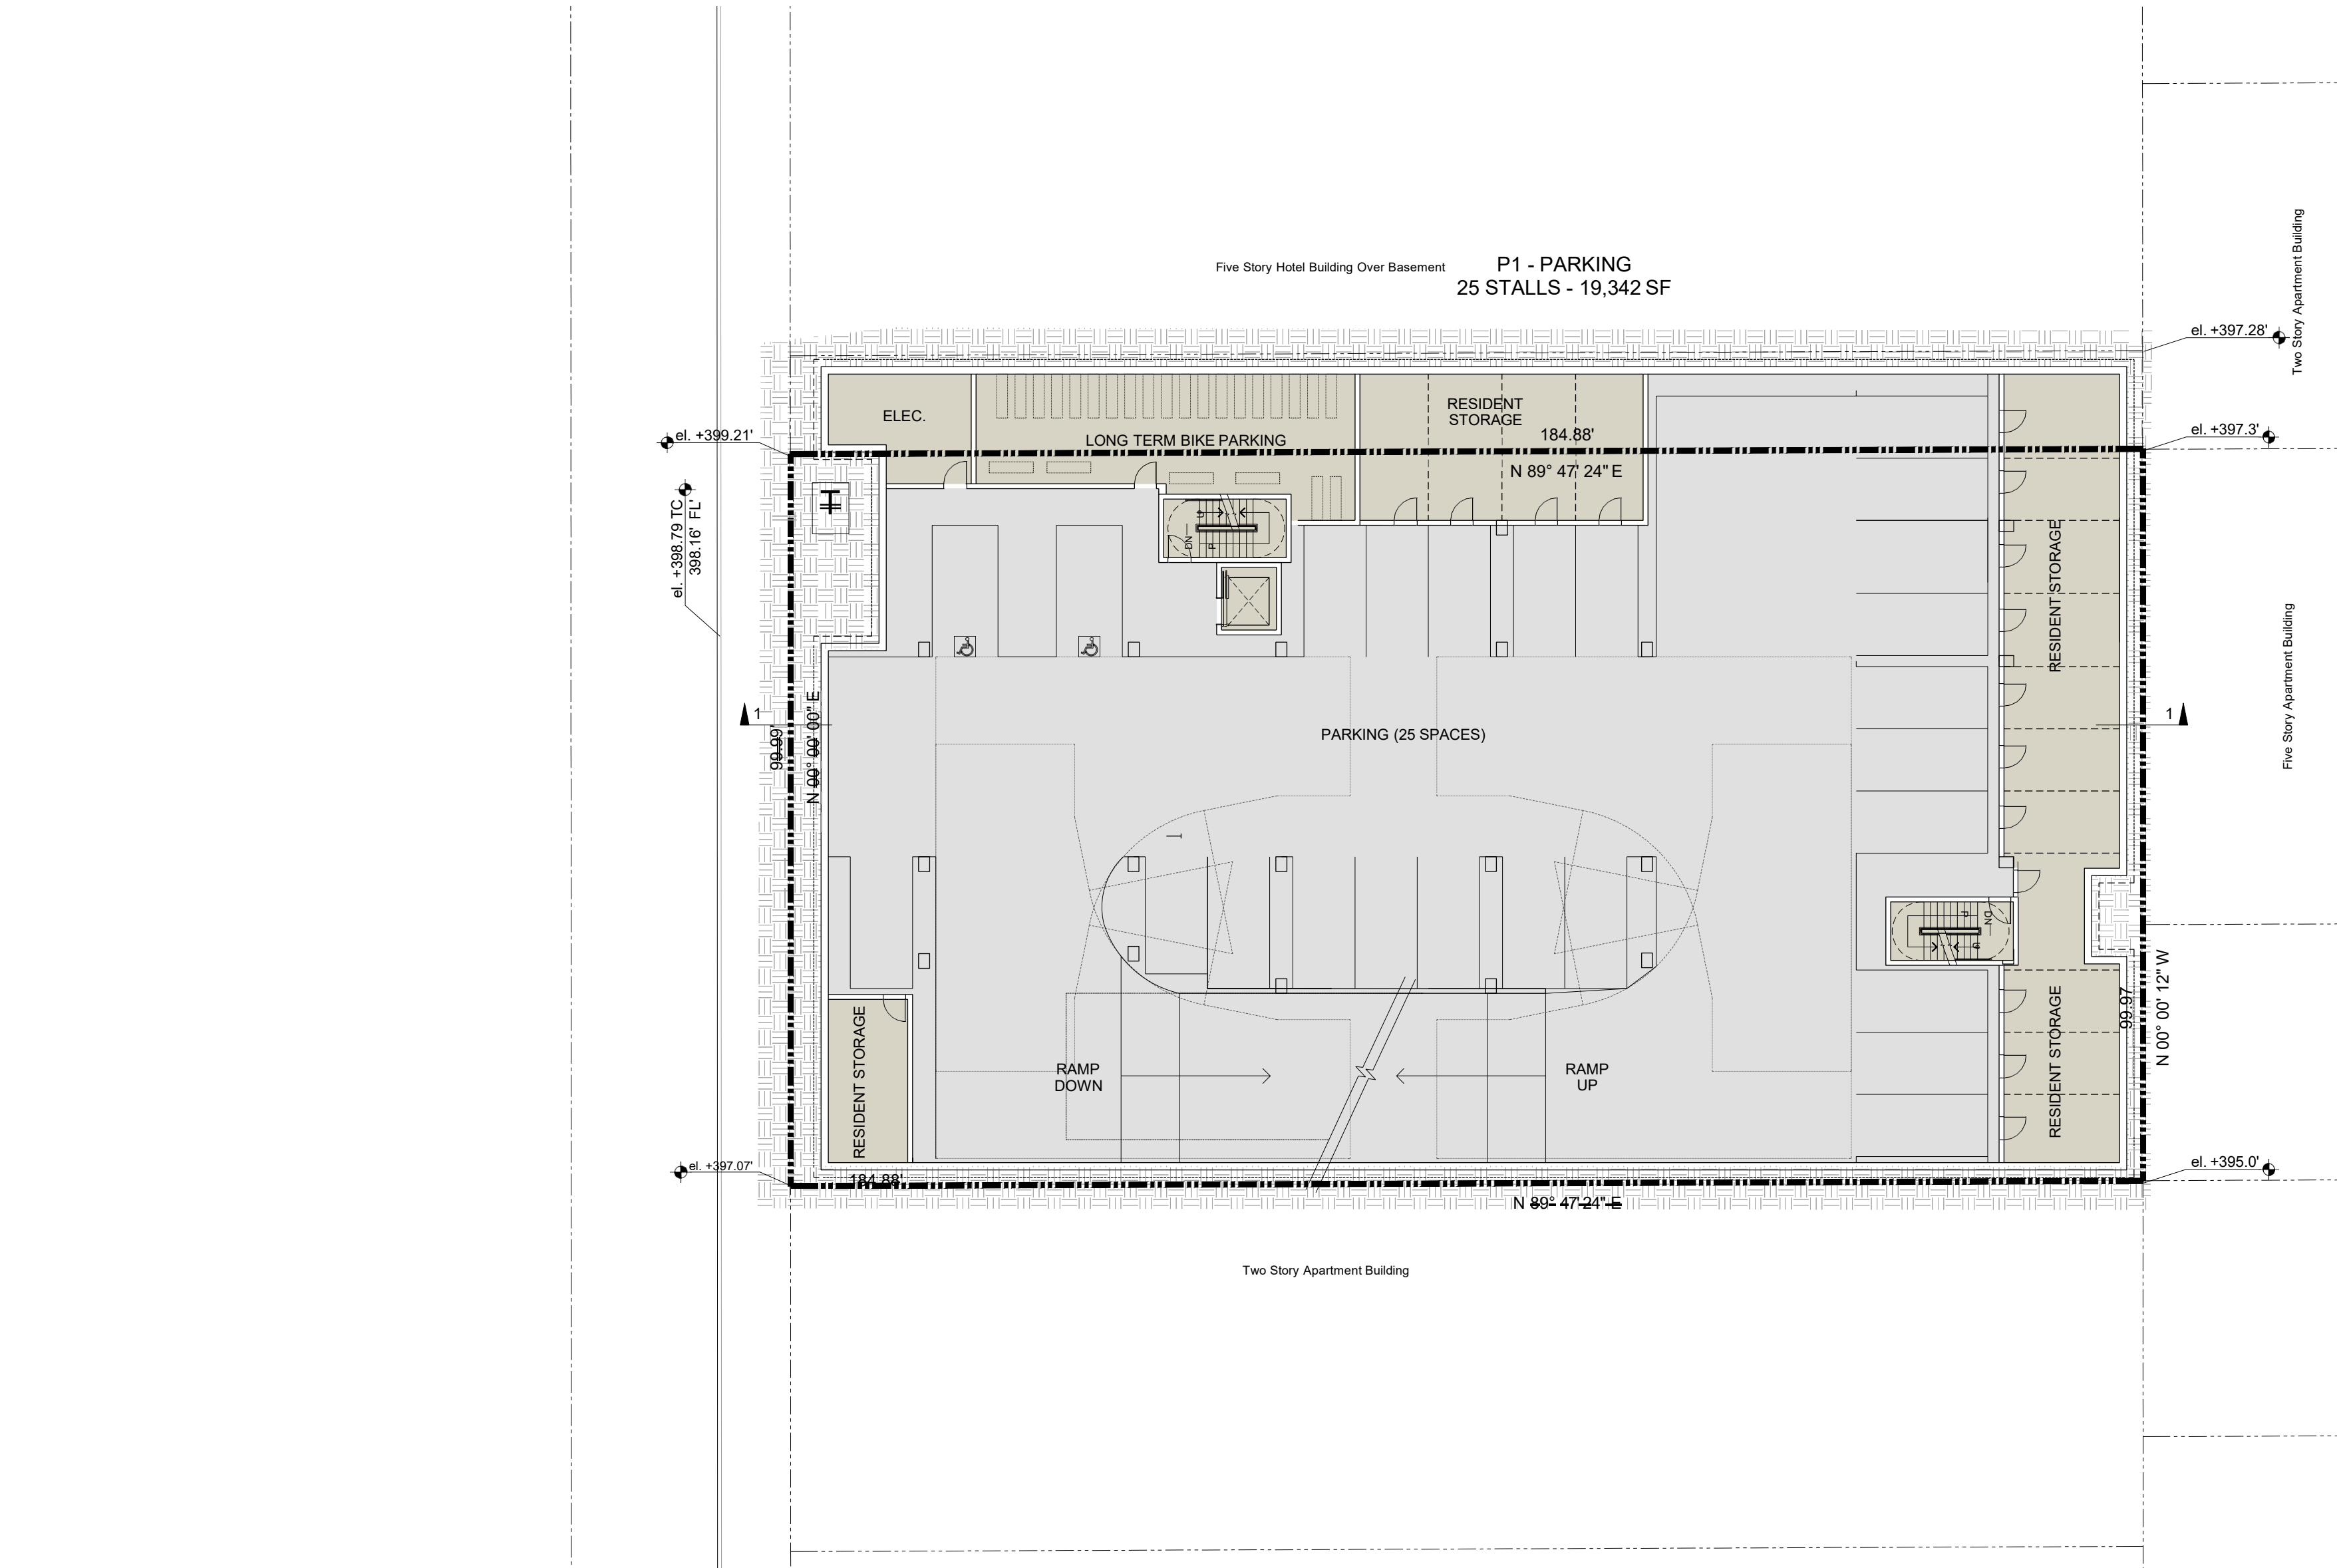 Five Story Hotel Building Over Basement
P1 - PARKING
25 STALLS - 19,342 SF
Two Story Apartment Building
el. +397.28'
el. +399.21'
el. +397.3'
ELEC.
LONG TERM BIKE PARKING
RESIDENT
STORAGE
184.88'
N 89° 47' 24" E
el. +398.79 TC
398.16' FL'
UP
DN
RESIDENT STORAGE
Five Story Apartment Building
1
99.99'
N 00° 00' 00" E
PARKING (25 SPACES)
1
DN
UP
RESIDENT STORAGE
RAMP
DOWN
RAMP
UP
RESIDENT STORAGE
99.97
N 00° 00' 12" W
el. +397.07'
184.88'
el. +395.0'
N 89° 47' 24" E
Two Story Apartment Building